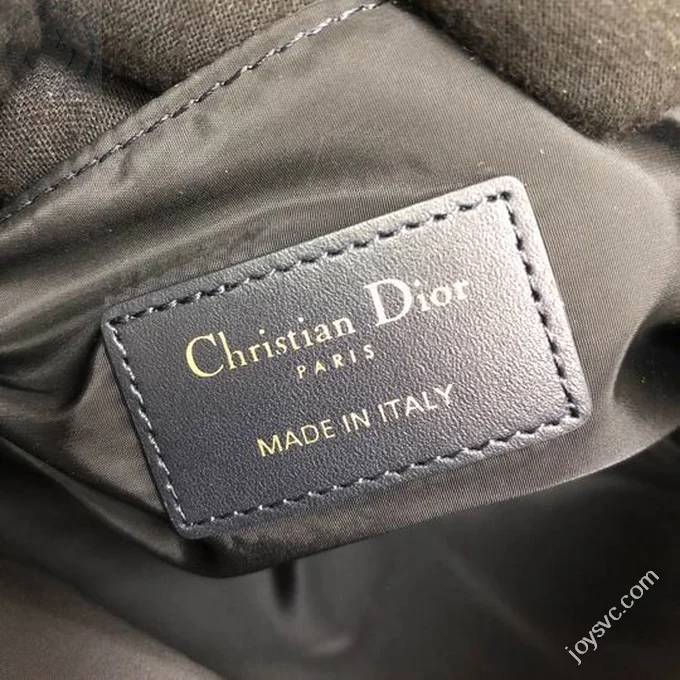 Christian Dior
PARIS
MADE IN ITALY
joysvc.com